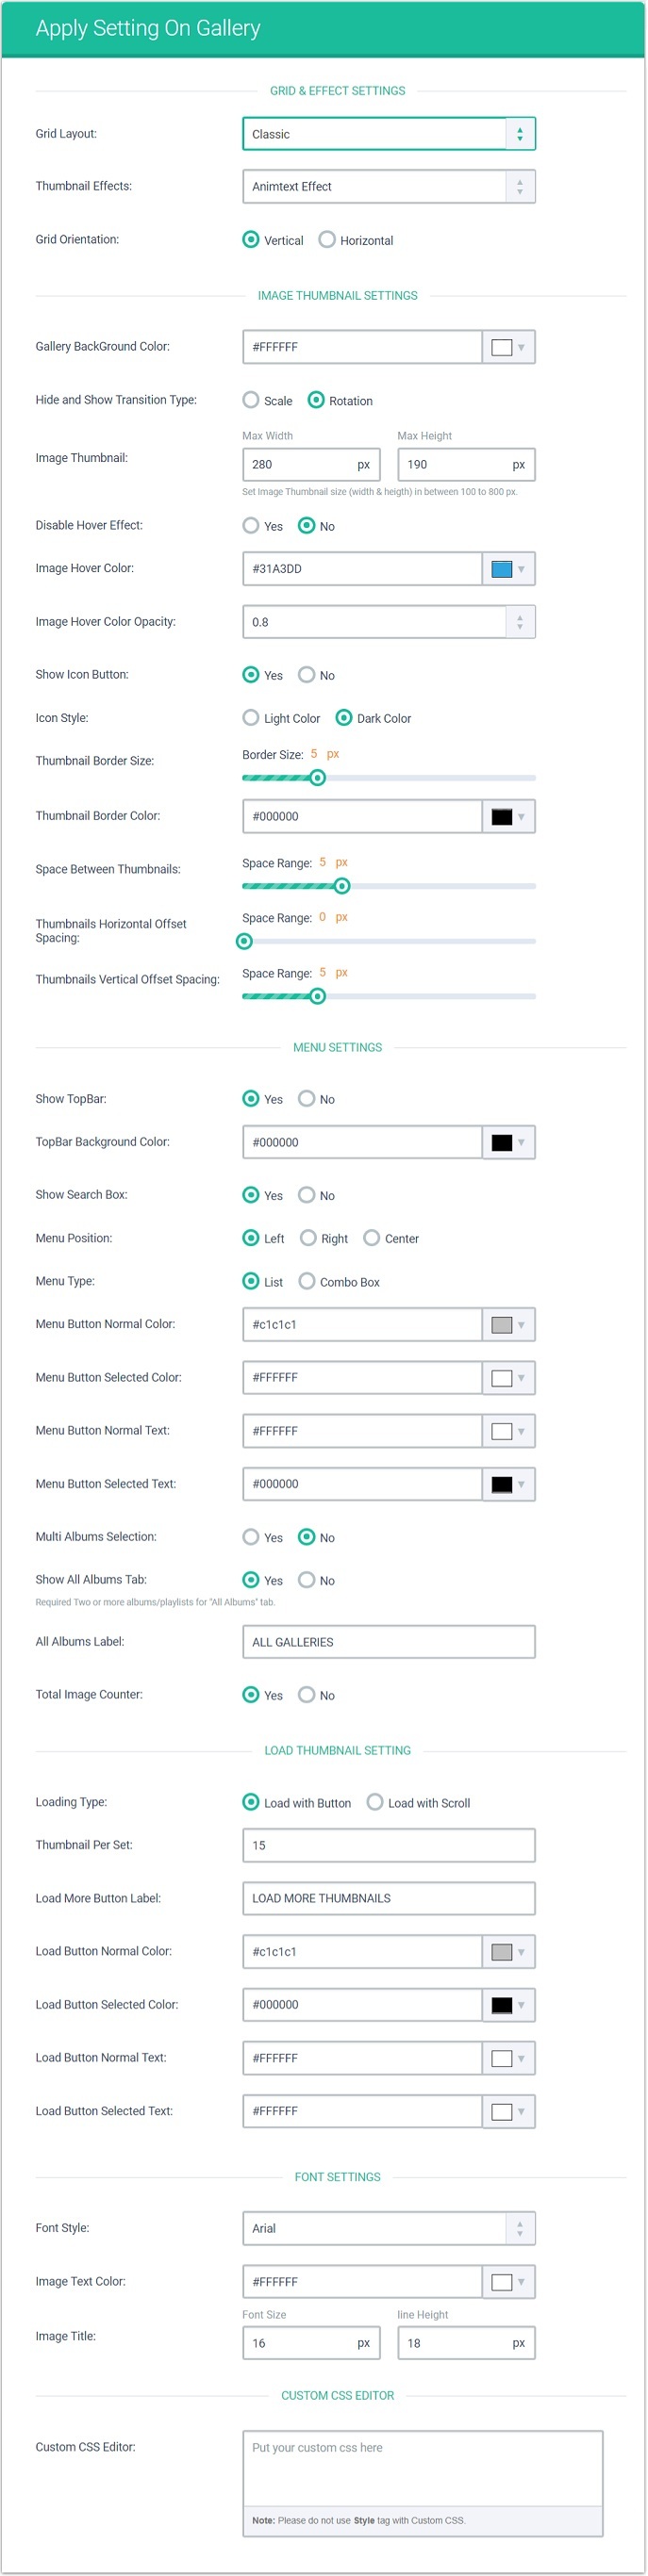 Apply Setting On Gallery
GRID & EFFECT SETTINGS
Grid Layout: Classic
Thumbnail Effects: Animtext Effect
Grid Orientation: Vertical Horizontal
IMAGE THUMBNAIL SETTINGS
Gallery BackGround Color: #FFFFFF
Hide and Show Transition Type: Scale Rotation
Max Width Max Height
Image Thumbnail: 280 px 190 px
Set Image Thumbnail size (width & heigth) in between 100 to 800 px.
Disable Hover Effect: Yes No
Image Hover Color: #31A3DD
Image Hover Color Opacity: 0.8
Show Icon Button: Yes No
Icon Style: Light Color Dark Color
Thumbnail Border Size: Border Size: 5 px
Thumbnail Border Color: #000000
Space Between Thumbnails: Space Range: 5 px
Thumbnails Horizontal Offset Space Range: 0 px
Spacing:
Thumbnails Vertical Offset Spacing: Space Range: 5 px
MENU SETTINGS
Show TopBar: Yes No
TopBar Background Color: #000000
Show Search Box: Yes No
Menu Position: Left Right Center
Menu Type: List Combo Box
Menu Button Normal Color: #c1c1c1
Menu Button Selected Color: #FFFFFF
Menu Button Normal Text: #FFFFFF
Menu Button Selected Text: #000000
Multi Albums Selection: Yes No
Show All Albums Tab: Yes No
Required Two or more albums/playlists for "All Albums" tab.
All Albums Label: ALL GALLERIES
Total Image Counter: Yes No
LOAD THUMBNAIL SETTING
Loading Type: Load with Button Load with Scroll
Thumbnail Per Set: 15
Load More Button Label: LOAD MORE THUMBNAILS
Load Button Normal Color: #c1c1c1
Load Button Selected Color: #000000
Load Button Normal Text: #FFFFFF
Load Button Selected Text: #FFFFFF
FONT SETTINGS
Font Style: Arial
Image Text Color: #FFFFFF
Font Size line Height
Image Title: 16 px 18 px
CUSTOM CSS EDITOR
Custom CSS Editor: Put your custom css here
Note: Please do not use Style tag with Custom CSS.